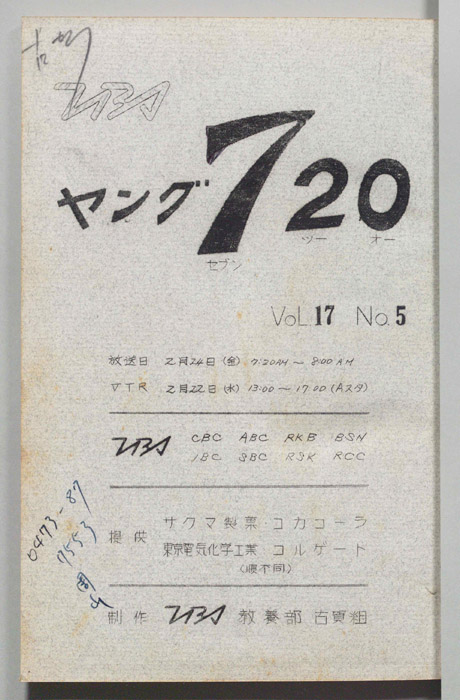 TBS
ヤング720
ツー オー
セブン
VoL 17 No. 5
放送日 2月24日(金) 7:20AM〜8:00AM
VTR 2月22日(水) 13:00〜17:00(Aスタ)
TBS CBC ABC RKB BSN
IBC SBC RSK RCC
0473-87
7553
提供 サクマ製菓・コカコーラ
東京電気化学工業 コルゲート
(順不同)
制作 TBS 教養部 古賀組